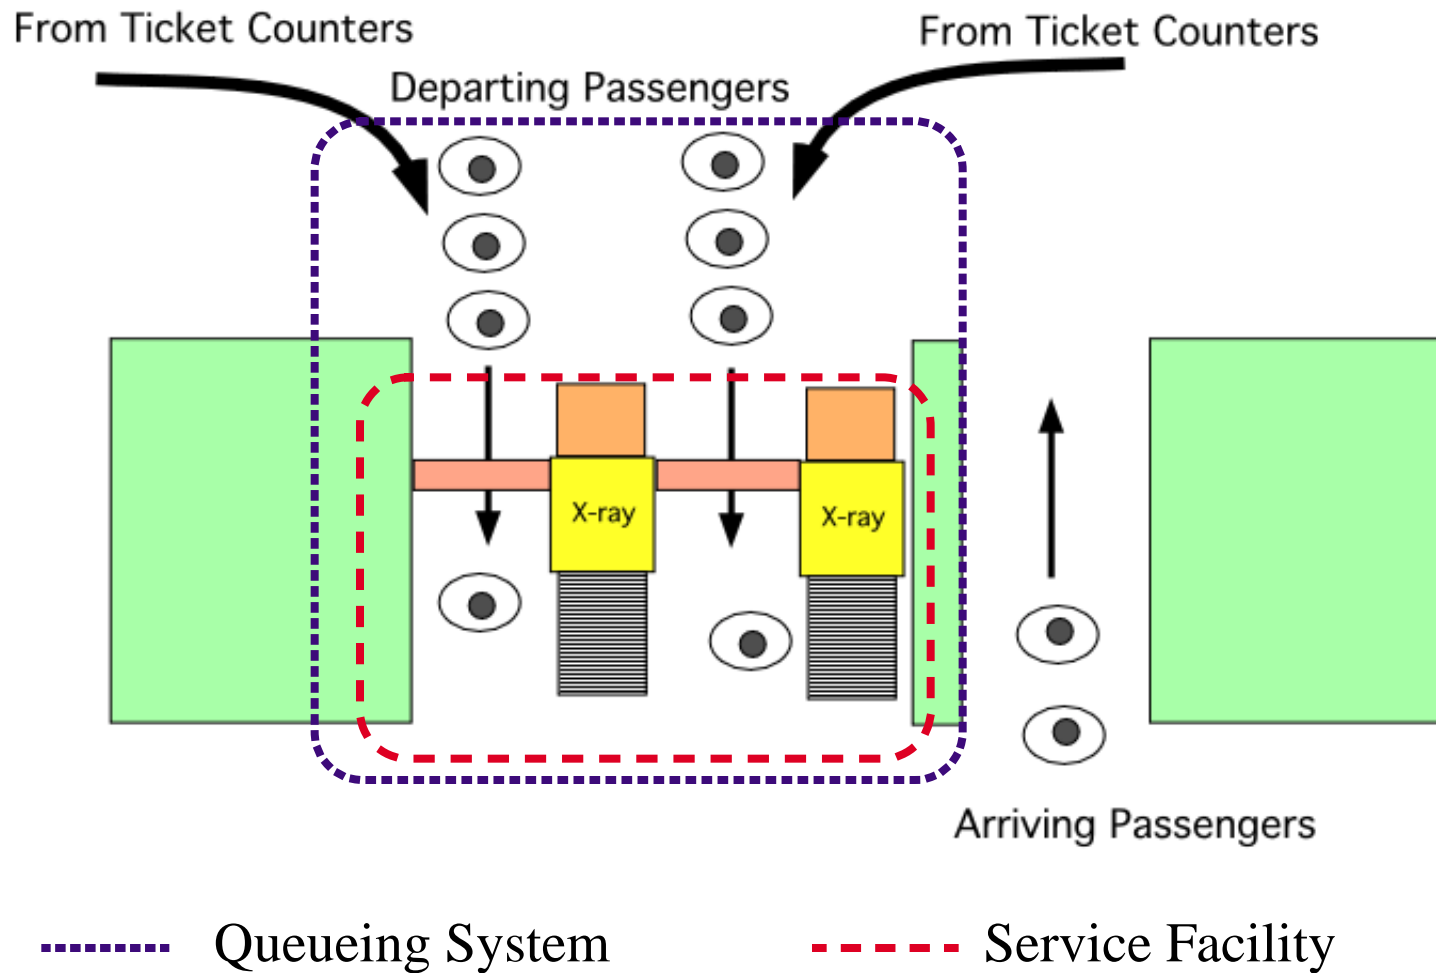 From Ticket Counters
From Ticket Counters
Departing Passengers
X-ray
X-ray
Arriving Passengers
Queueing System
Service Facility